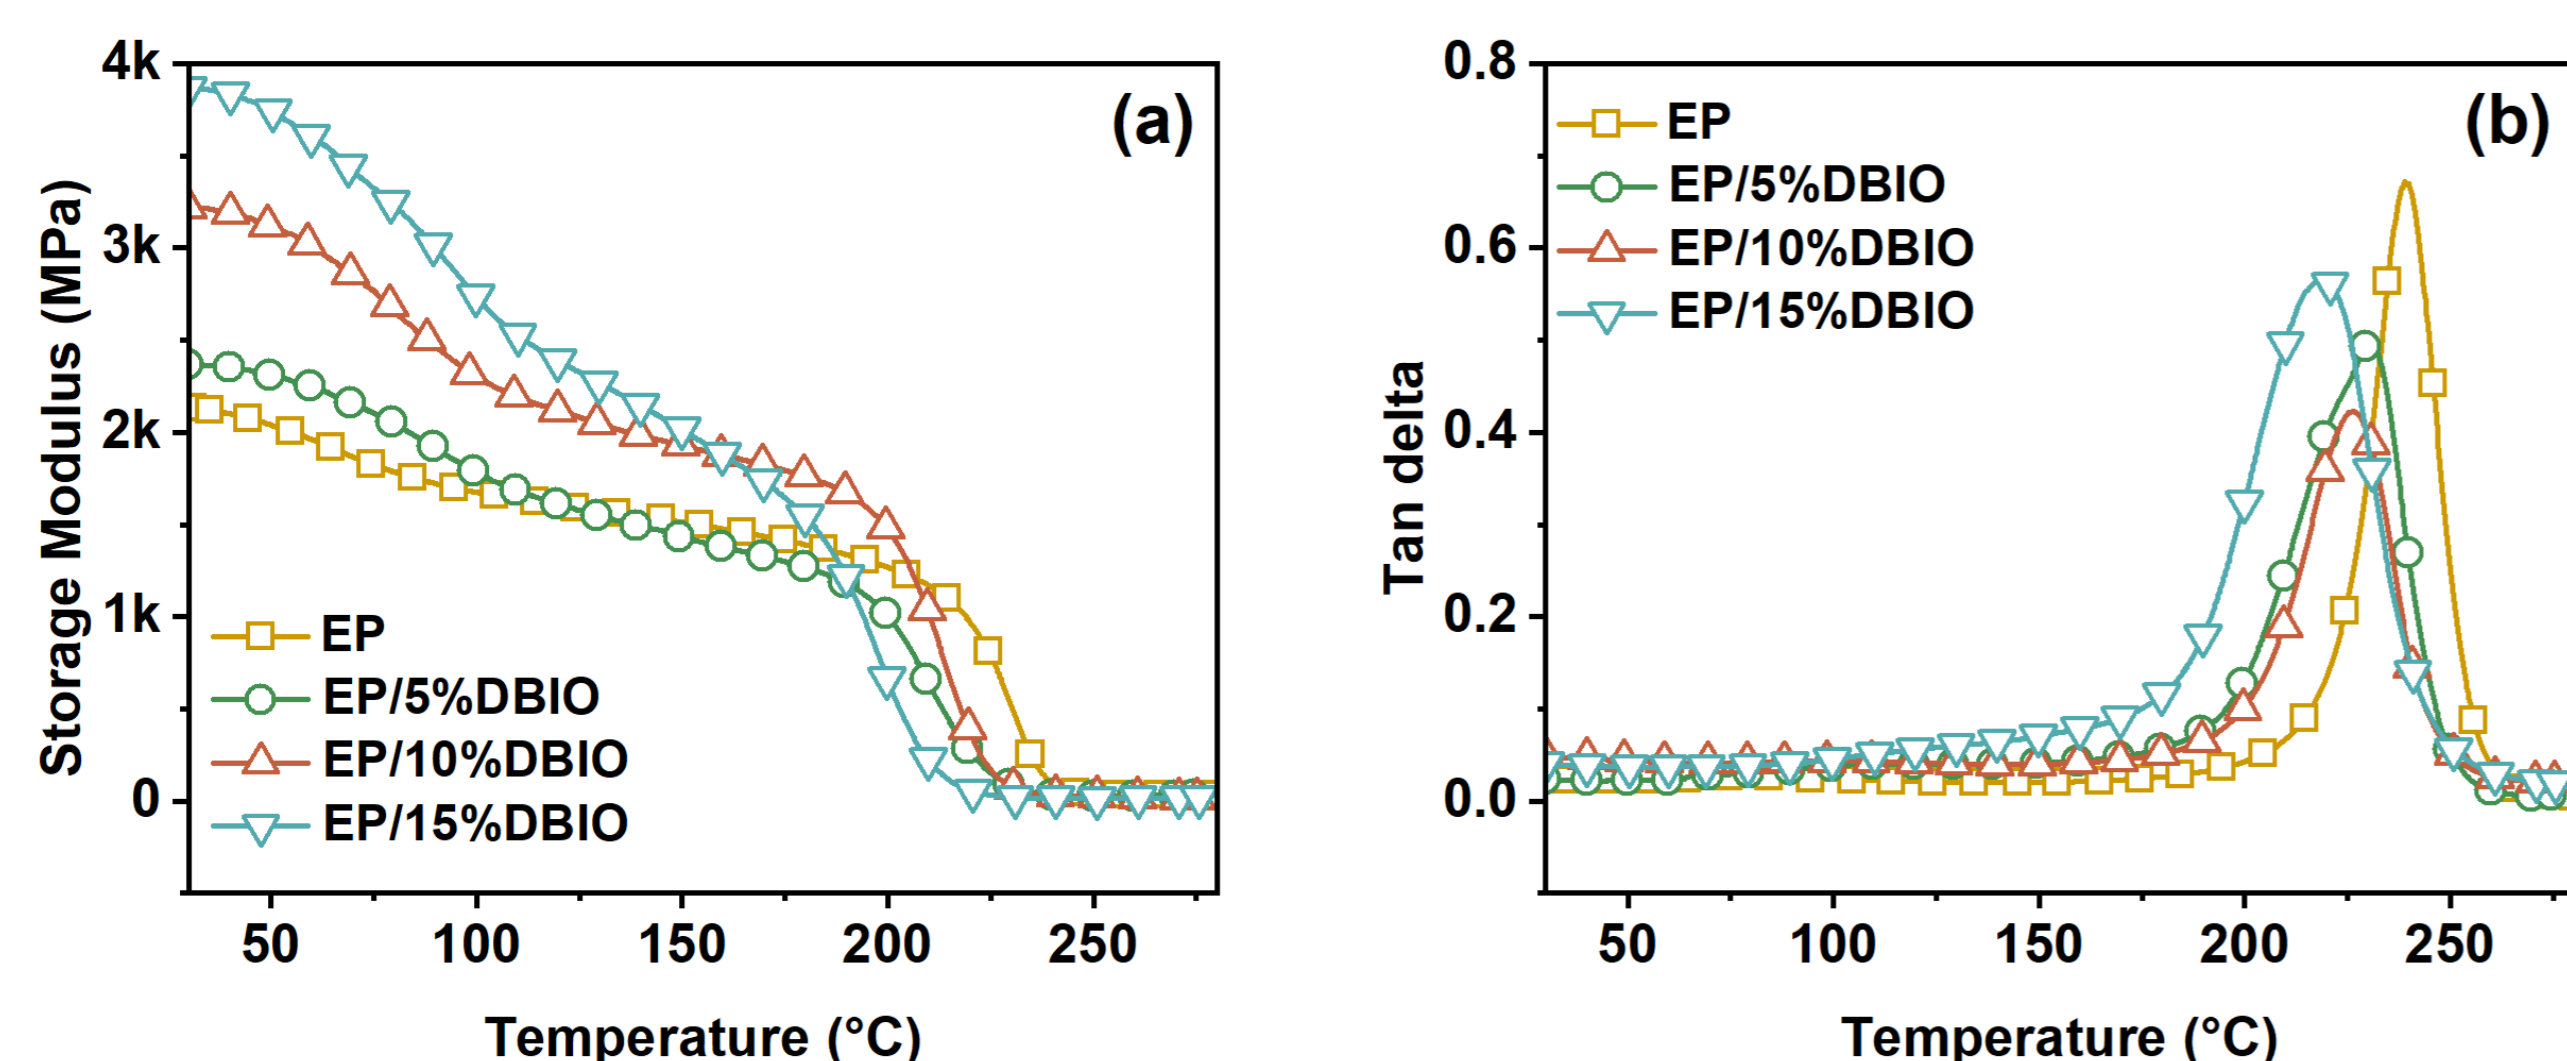 (a)
4k
3k
2k
1k
0
Storage Modulus (MPa)
EP
EP/5%DBIO
EP/10%DBIO
EP/15%DBIO
50 100 150 200 250
Temperature (°C)
(b)
0.8
0.6
0.4
0.2
0.0
Tan delta
EP
EP/5%DBIO
EP/10%DBIO
EP/15%DBIO
50 100 150 200 250
Temperature (°C)